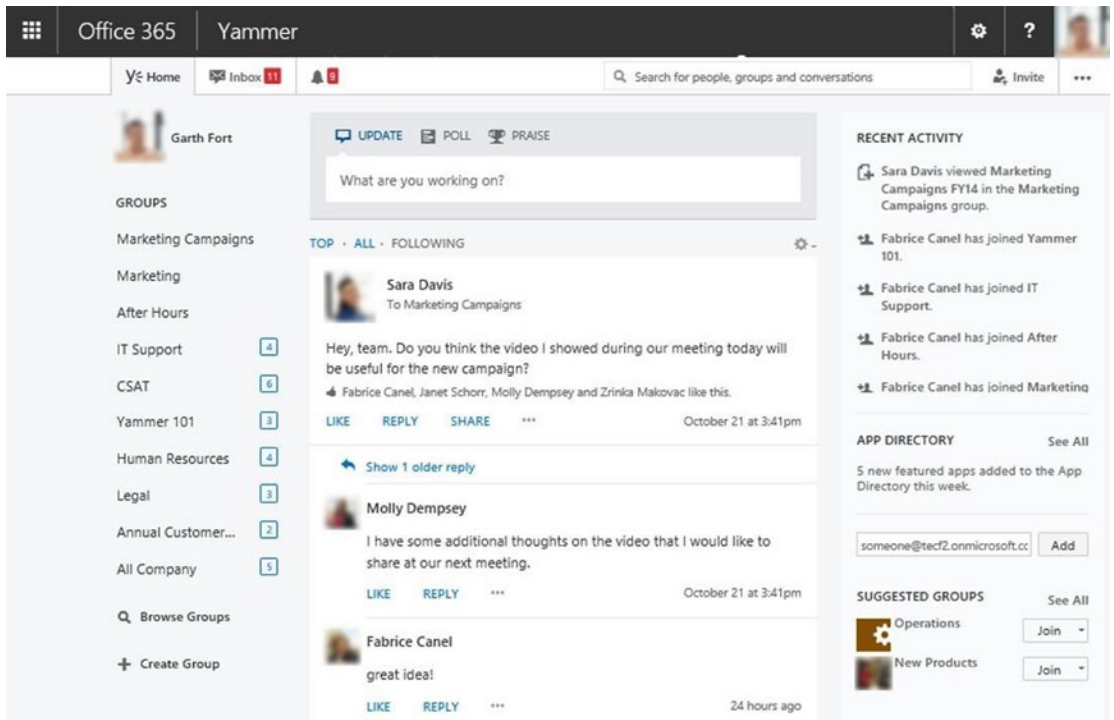 Office 365
Yammer
Home
Inbox 11
9
Search for people, groups and conversations
Invite
•••
Garth Fort
GROUPS
Marketing Campaigns
Marketing
After Hours
IT Support 4
CSAT 6
Yammer 101 3
Human Resources 4
Legal 3
Annual Customer... 2
All Company 5
Browse Groups
Create Group
UPDATE POLL PRAISE
What are you working on?
TOP · ALL · FOLLOWING
Sara Davis
To Marketing Campaigns
Hey, team. Do you think the video I showed during our meeting today will
be useful for the new campaign?
Fabrice Canel, Janet Schorr, Molly Dempsey and Zrinka Makovac like this.
LIKE REPLY SHARE ••• October 21 at 3:41pm
Show 1 older reply
Molly Dempsey
I have some additional thoughts on the video that I would like to
share at our next meeting.
LIKE REPLY ••• October 21 at 3:41pm
Fabrice Canel
great idea!
LIKE REPLY ••• 24 hours ago
RECENT ACTIVITY
Sara Davis viewed Marketing
Campaigns FY14 in the Marketing
Campaigns group.
Fabrice Canel has joined Yammer
101.
Fabrice Canel has joined IT
Support.
Fabrice Canel has joined After
Hours.
Fabrice Canel has joined Marketing
APP DIRECTORY See All
5 new featured apps added to the App
Directory this week.
someone@tecf2.onmicrosoft.cc Add
SUGGESTED GROUPS See All
Operations Join
New Products Join